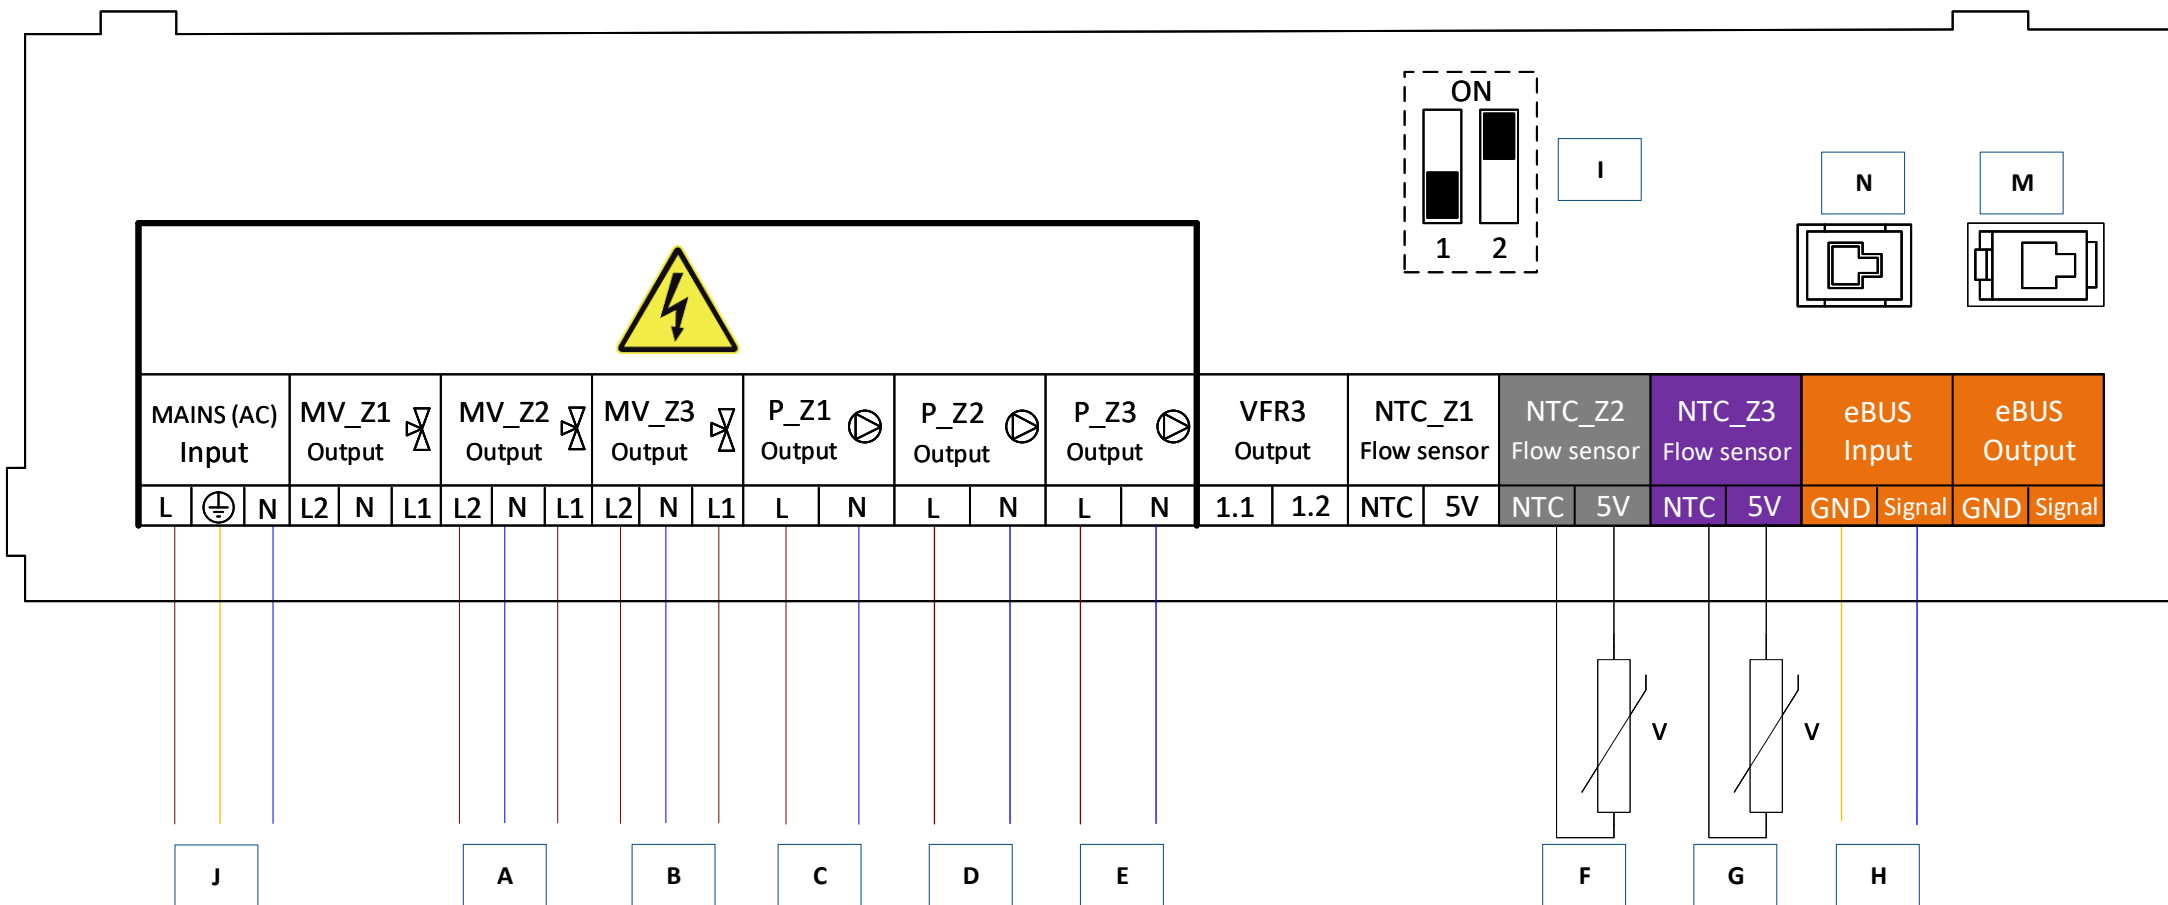 ON
1 2
I
N
M
MAINS (AC)
Input
MV_Z1
Output
MV_Z2
Output
MV_Z3
Output
P_Z1
Output
P_Z2
Output
P_Z3
Output
VFR3
Output
NTC_Z1
Flow sensor
NTC_Z2
Flow sensor
NTC_Z3
Flow sensor
eBUS
Input
eBUS
Output
L N L2 N L1 L2 N L1 L2 N L1 L N L N L N 1.1 1.2 NTC 5V NTC 5V NTC 5V GND Signal GND Signal
V
V
J
A
B
C
D
E
F
G
H